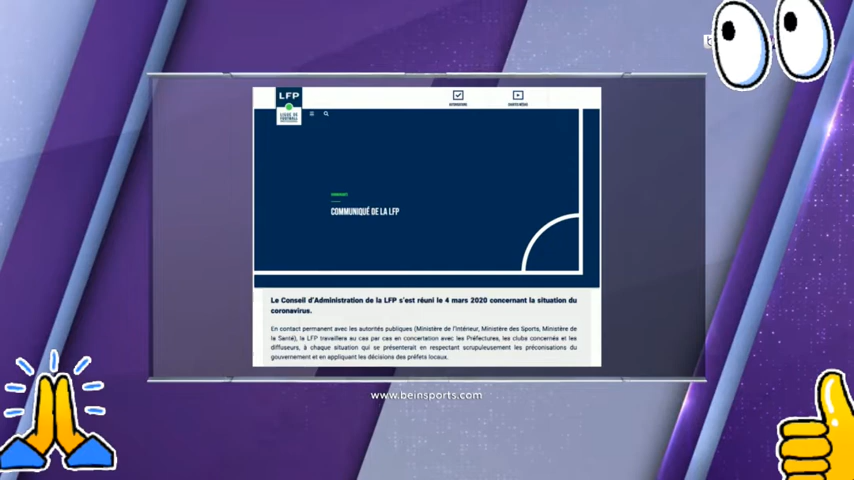 LFP
LIGUE DE
FOOTBALL
COMMUNIQUÉ DE LA LFP
Le Conseil d'Administration de la LFP s'est réuni le 4 mars 2020 concernant la situation du
coronavirus.
En contact permanent avec les autorités publiques (Ministère de l'Intérieur, Ministère des Sports, Ministère de
la Santé), la LFP travaillera au cas par cas en concertation avec les Préfectures, les clubs concernés et les
diffuseurs, à chaque situation qui se présenterait en respectant scrupuleusement les préconisations du
gouvernement et en appliquant les décisions des préfets locaux.
www.beinsports.com